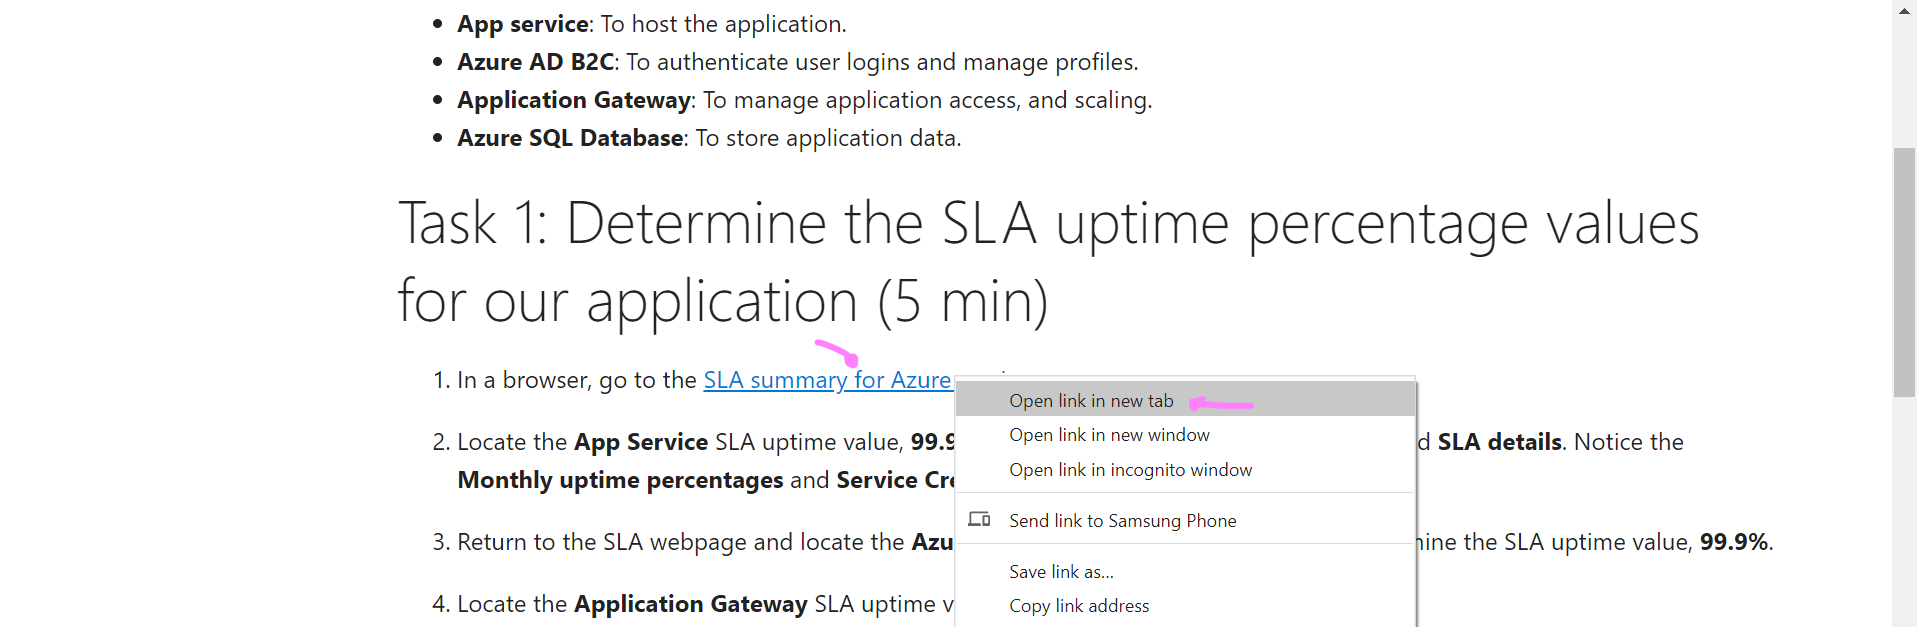 App service: To host the application.
Azure AD B2C: To authenticate user logins and manage profiles.
Application Gateway: To manage application access, and scaling.
Azure SQL Database: To store application data.
Task 1: Determine the SLA uptime percentage values
for our application (5 min)
1. In a browser, go to the SLA summary for Azure
2. Locate the App Service SLA uptime value, 99.9 d SLA details. Notice the
Monthly uptime percentages and Service Cre
3. Return to the SLA webpage and locate the Azu ine the SLA uptime value, 99.9%.
4. Locate the Application Gateway SLA uptime v
Open link in new tab
Open link in new window
Open link in incognito window
Send link to Samsung Phone
Save link as...
Copy link address